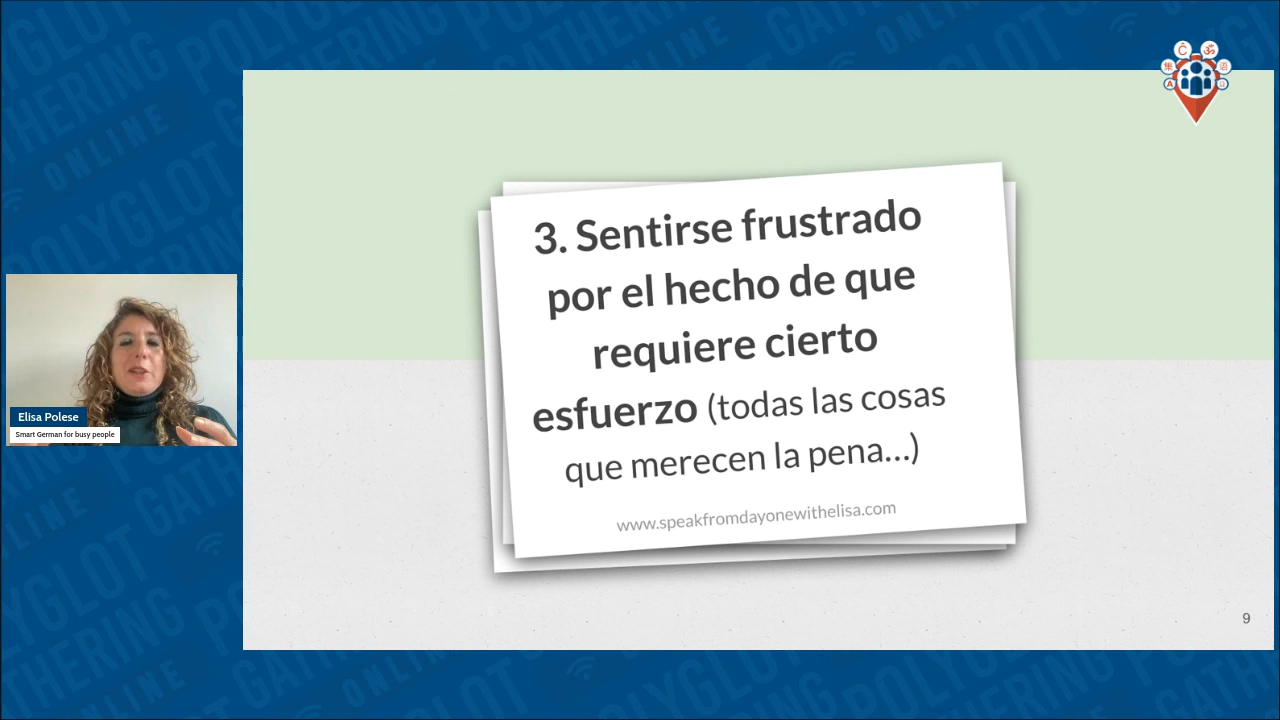 3. Sentirse frustrado
por el hecho de que
requiere cierto
esfuerzo (todas las cosas
que merecen la pena...)
www.speakfromdayonewithelisa.com
9
Elisa Polese
Smart German for busy people
POLYGLOT
GATHERING
ONLINE